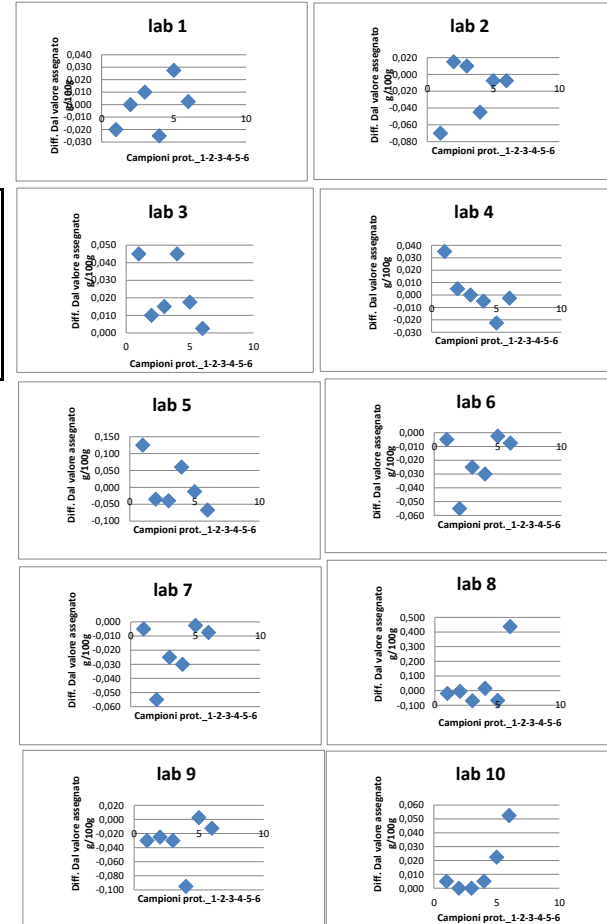 lab 1
Diff. Dal valore assegnato
g/100g
0,040
0,030
0,020
0,010
0,000
-0,010
-0,020
-0,030
0 5 10
Campioni prot._1-2-3-4-5-6
lab 2
Diff. Dal valore assegnato
g/100g
0,020
0,000
-0,020
-0,040
-0,060
-0,080
0 5 10
Campioni prot._1-2-3-4-5-6
lab 3
Diff. Dal valore assegnato
g/100g
0,050
0,040
0,030
0,020
0,010
0,000
0 5 10
Campioni prot._1-2-3-4-5-6
lab 4
Diff. Dal valore assegnato
g/100g
0,040
0,030
0,020
0,010
0,000
-0,010
-0,020
-0,030
0 5 10
Campioni prot._1-2-3-4-5-6
lab 5
Diff. Dal valore assegnato
g/100g
0,150
0,100
0,050
0,000
-0,050
-0,100
0 5 10
Campioni prot._1-2-3-4-5-6
lab 6
Diff. Dal valore assegnato
g/100g
0,000
-0,010
-0,020
-0,030
-0,040
-0,050
-0,060
0 5 10
Campioni prot._1-2-3-4-5-6
lab 7
Diff. Dal valore assegnato
g/100g
0,000
-0,010
-0,020
-0,030
-0,040
-0,050
-0,060
0 5 10
Campioni prot._1-2-3-4-5-6
lab 8
Diff. Dal valore assegnato
g/100g
0,500
0,400
0,300
0,200
0,100
0,000
-0,100
0 5 10
Campioni prot._1-2-3-4-5-6
lab 9
Diff. Dal valore assegnato
g/100g
0,020
0,000
-0,020
-0,040
-0,060
-0,080
-0,100
0 5 10
Campioni prot._1-2-3-4-5-6
lab 10
Diff. Dal valore assegnato
g/100g
0,060
0,050
0,040
0,030
0,020
0,010
0,000
0 5 10
Campioni prot._1-2-3-4-5-6